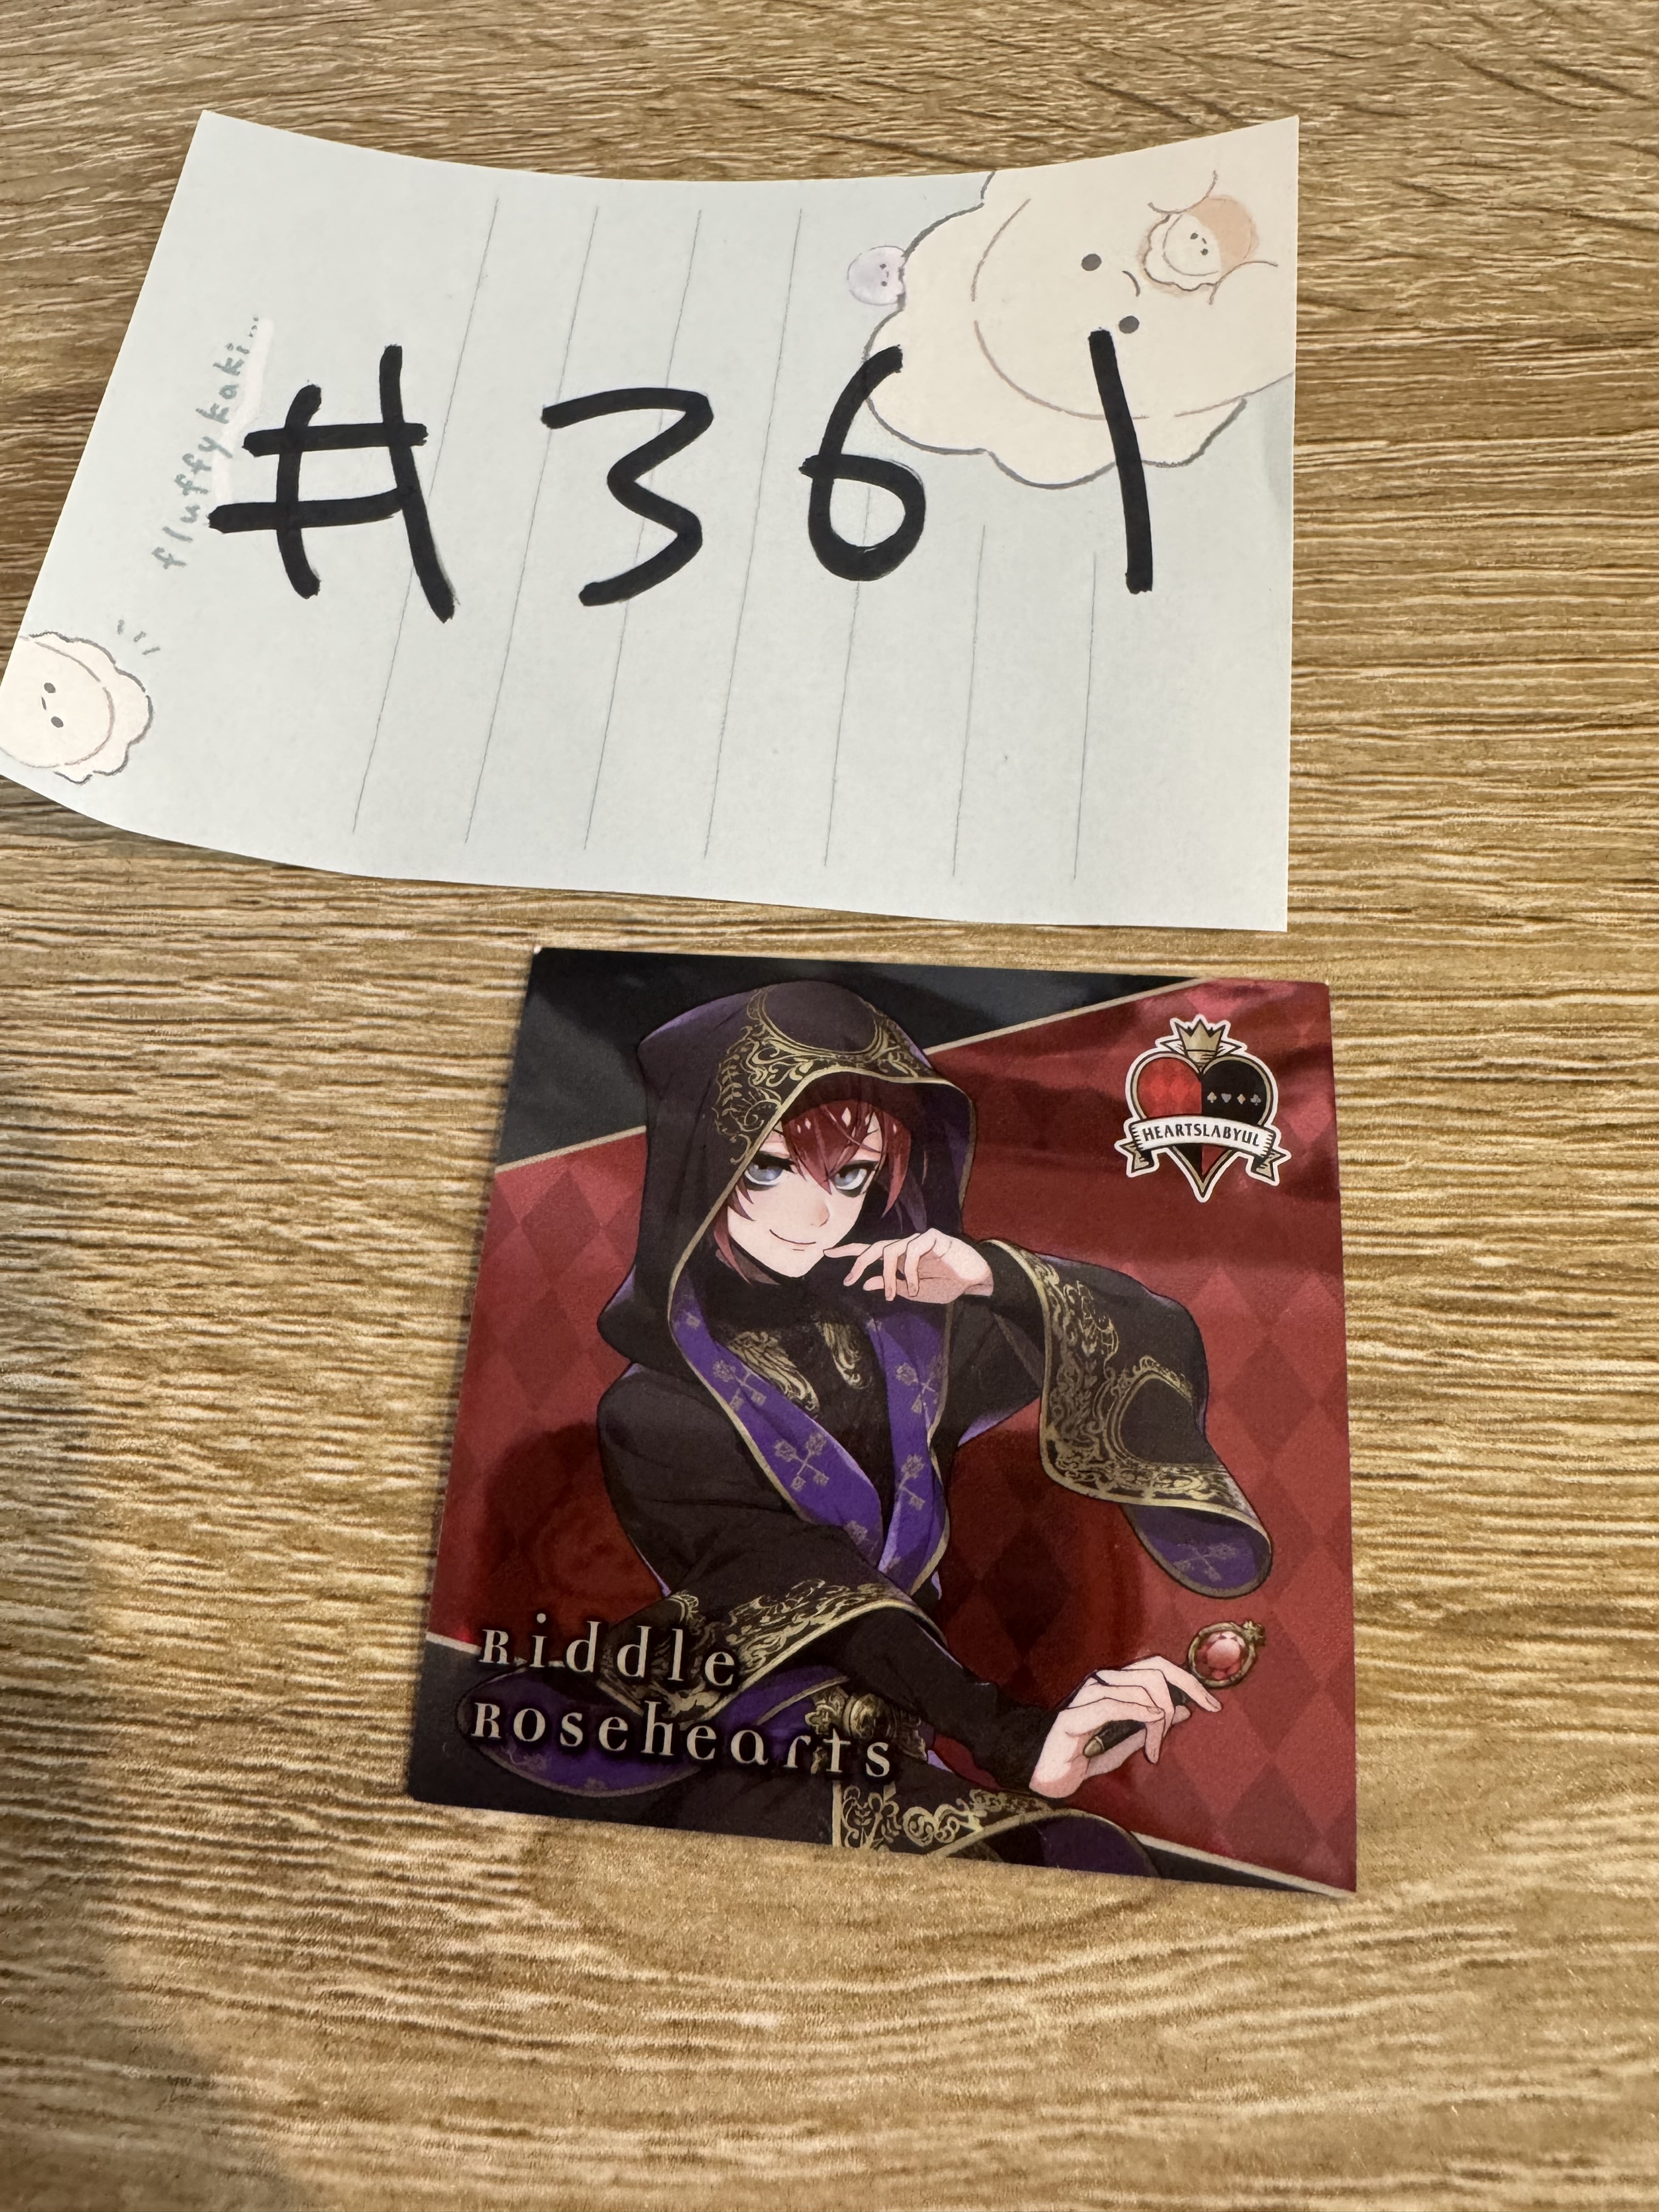 fluffy kaki...
#361
HEARTSLABYUL
Riddle
Rosehearts